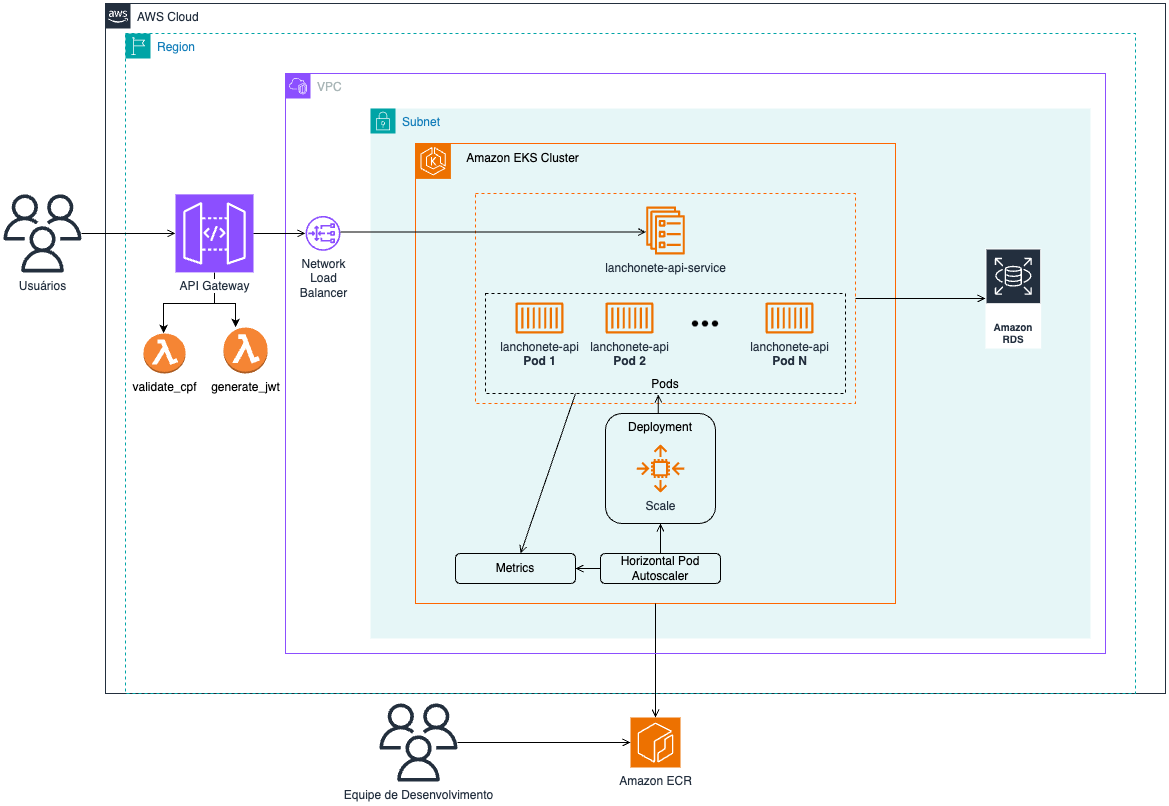 aws
AWS Cloud
Region
VPC
Subnet
Amazon EKS Cluster
Usuários
</>
API Gateway
Network
Load
Balancer
validate_cpf
generate_jwt
K
lanchonete-api-service
lanchonete-api
Pod 1
lanchonete-api
Pod 2
lanchonete-api
Pod N
Pods
Amazon
RDS
Deployment
Scale
Metrics
Horizontal Pod
Autoscaler
Equipe de Desenvolvimento
Amazon ECR